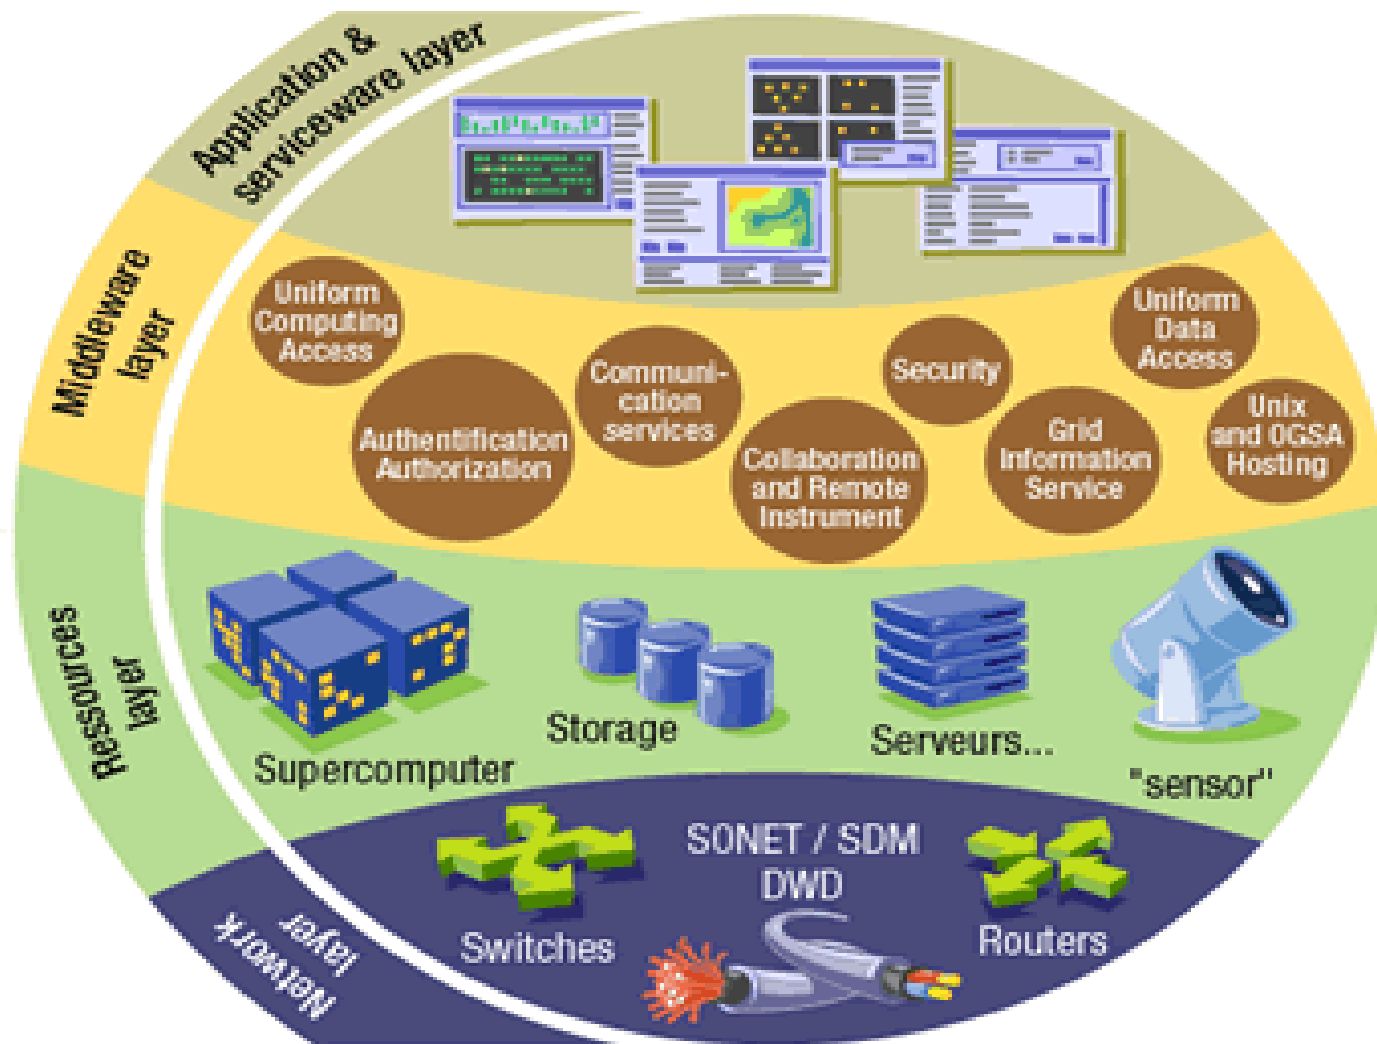 Application &
serviceware layer
Middleware
layer
Uniform
Computing
Access
Authentification
Authorization
Communi-
cation
services
Collaboration
and Remote
Instrument
Security
Grid
Information
Service
Uniform
Data
Access
Unix
and OGSA
Hosting
Ressources
layer
Supercomputer
Storage
Serveurs...
"sensor"
Network
layer
Switches
SONET / SDM
DWD
Routers